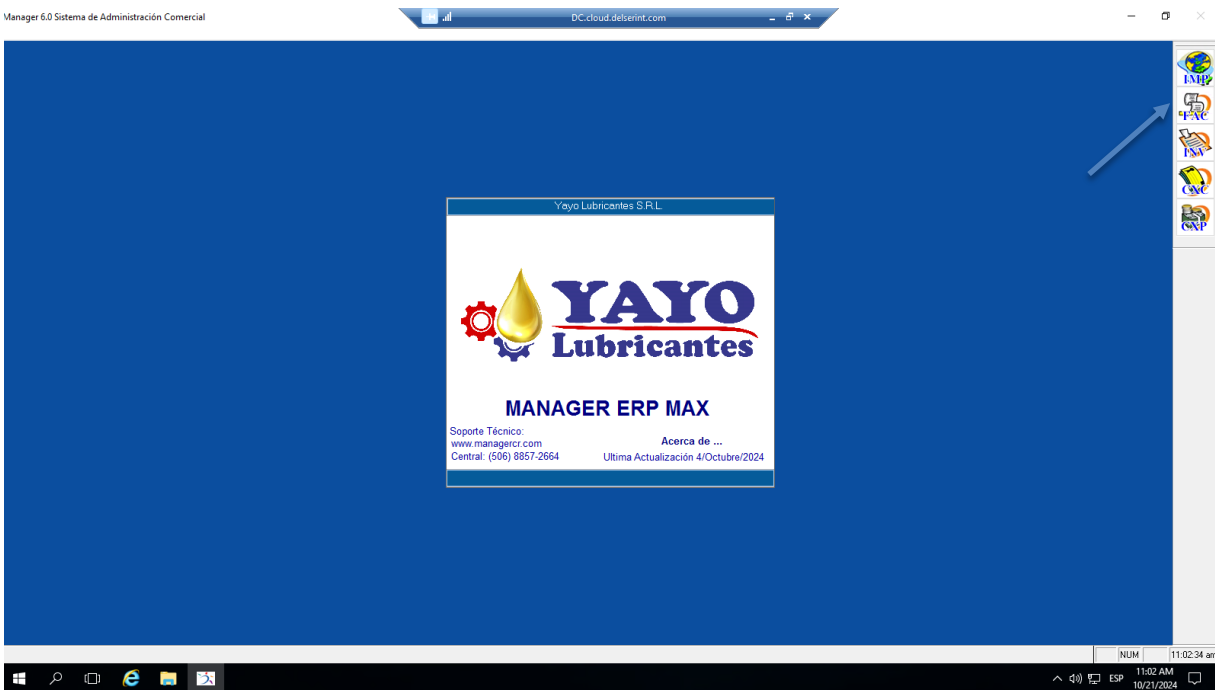 Manager 6.0 Sistema de Administración Comercial
DC.cloud.delserint.com
IMP
FAC
INV
CXC
CXP
Yayo Lubricantes S.R.L.
YAYO
Lubricantes
MANAGER ERP MAX
Soporte Técnico:
www.managercr.com
Central: (506) 8857-2664
Acerca de ...
Ultima Actualización 4/Octubre/2024
NUM
11:02:34 am
ESP
11:02 AM
10/21/2024